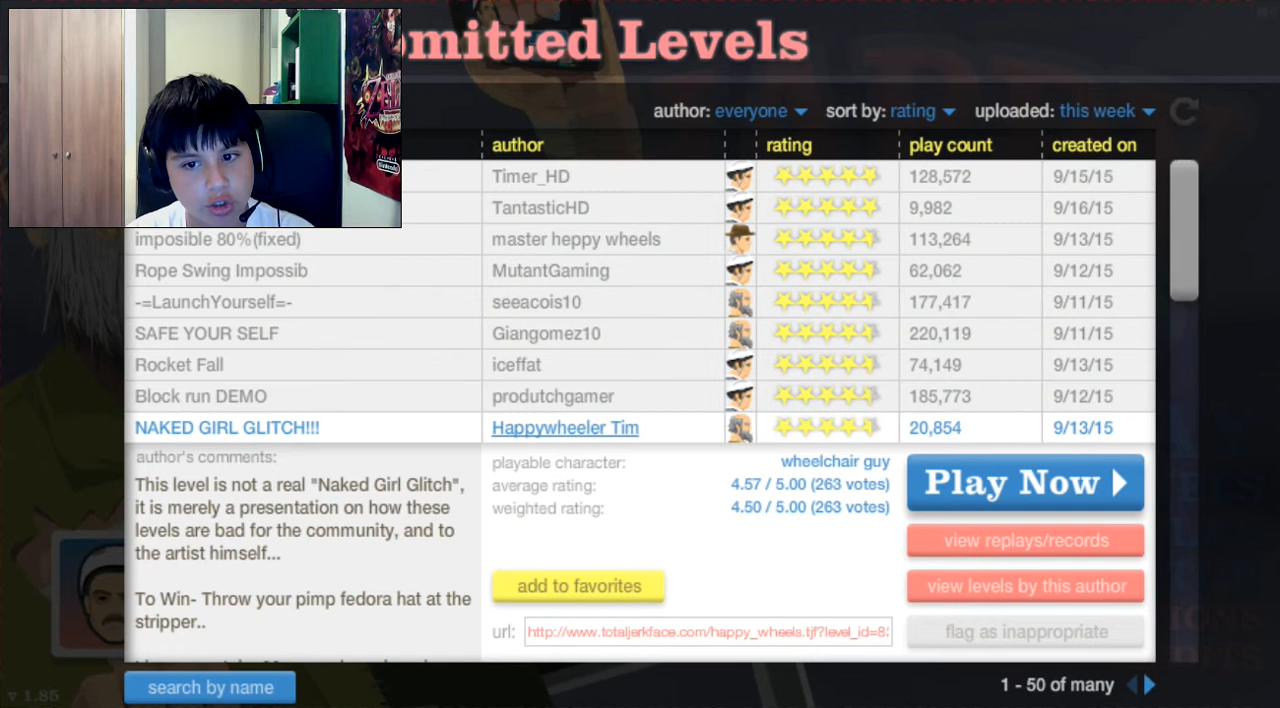 omitted Levels
author: everyone sort by: rating uploaded: this week
author rating play count created on
Timer_HD 128,572 9/15/15
TantasticHD 9,982 9/16/15
imposible 80%(fixed) master heppy wheels 113,264 9/13/15
Rope Swing Impossib MutantGaming 62,062 9/12/15
-=LaunchYourself=- seeacois10 177,417 9/11/15
SAFE YOUR SELF Giangomez10 220,119 9/11/15
Rocket Fall iceffat 74,149 9/13/15
Block run DEMO produtchgamer 185,773 9/12/15
NAKED GIRL GLITCH!!! Happywheeler Tim 20,854 9/13/15
author's comments:
This level is not a real "Naked Girl Glitch",
it is merely a presentation on how these
levels are bad for the community, and to
the artist himself...
To Win- Throw your pimp fedora hat at the
stripper..
playable character: wheelchair guy
average rating: 4.57 / 5.00 (263 votes)
weighted rating: 4.50 / 5.00 (263 votes)
add to favorites
url: http://www.totaljerkface.com/happy_wheels.tjf?level_id=8
Play Now
view replays/records
view levels by this author
flag as inappropriate
v 1.85
search by name
1 - 50 of many
Nintendo